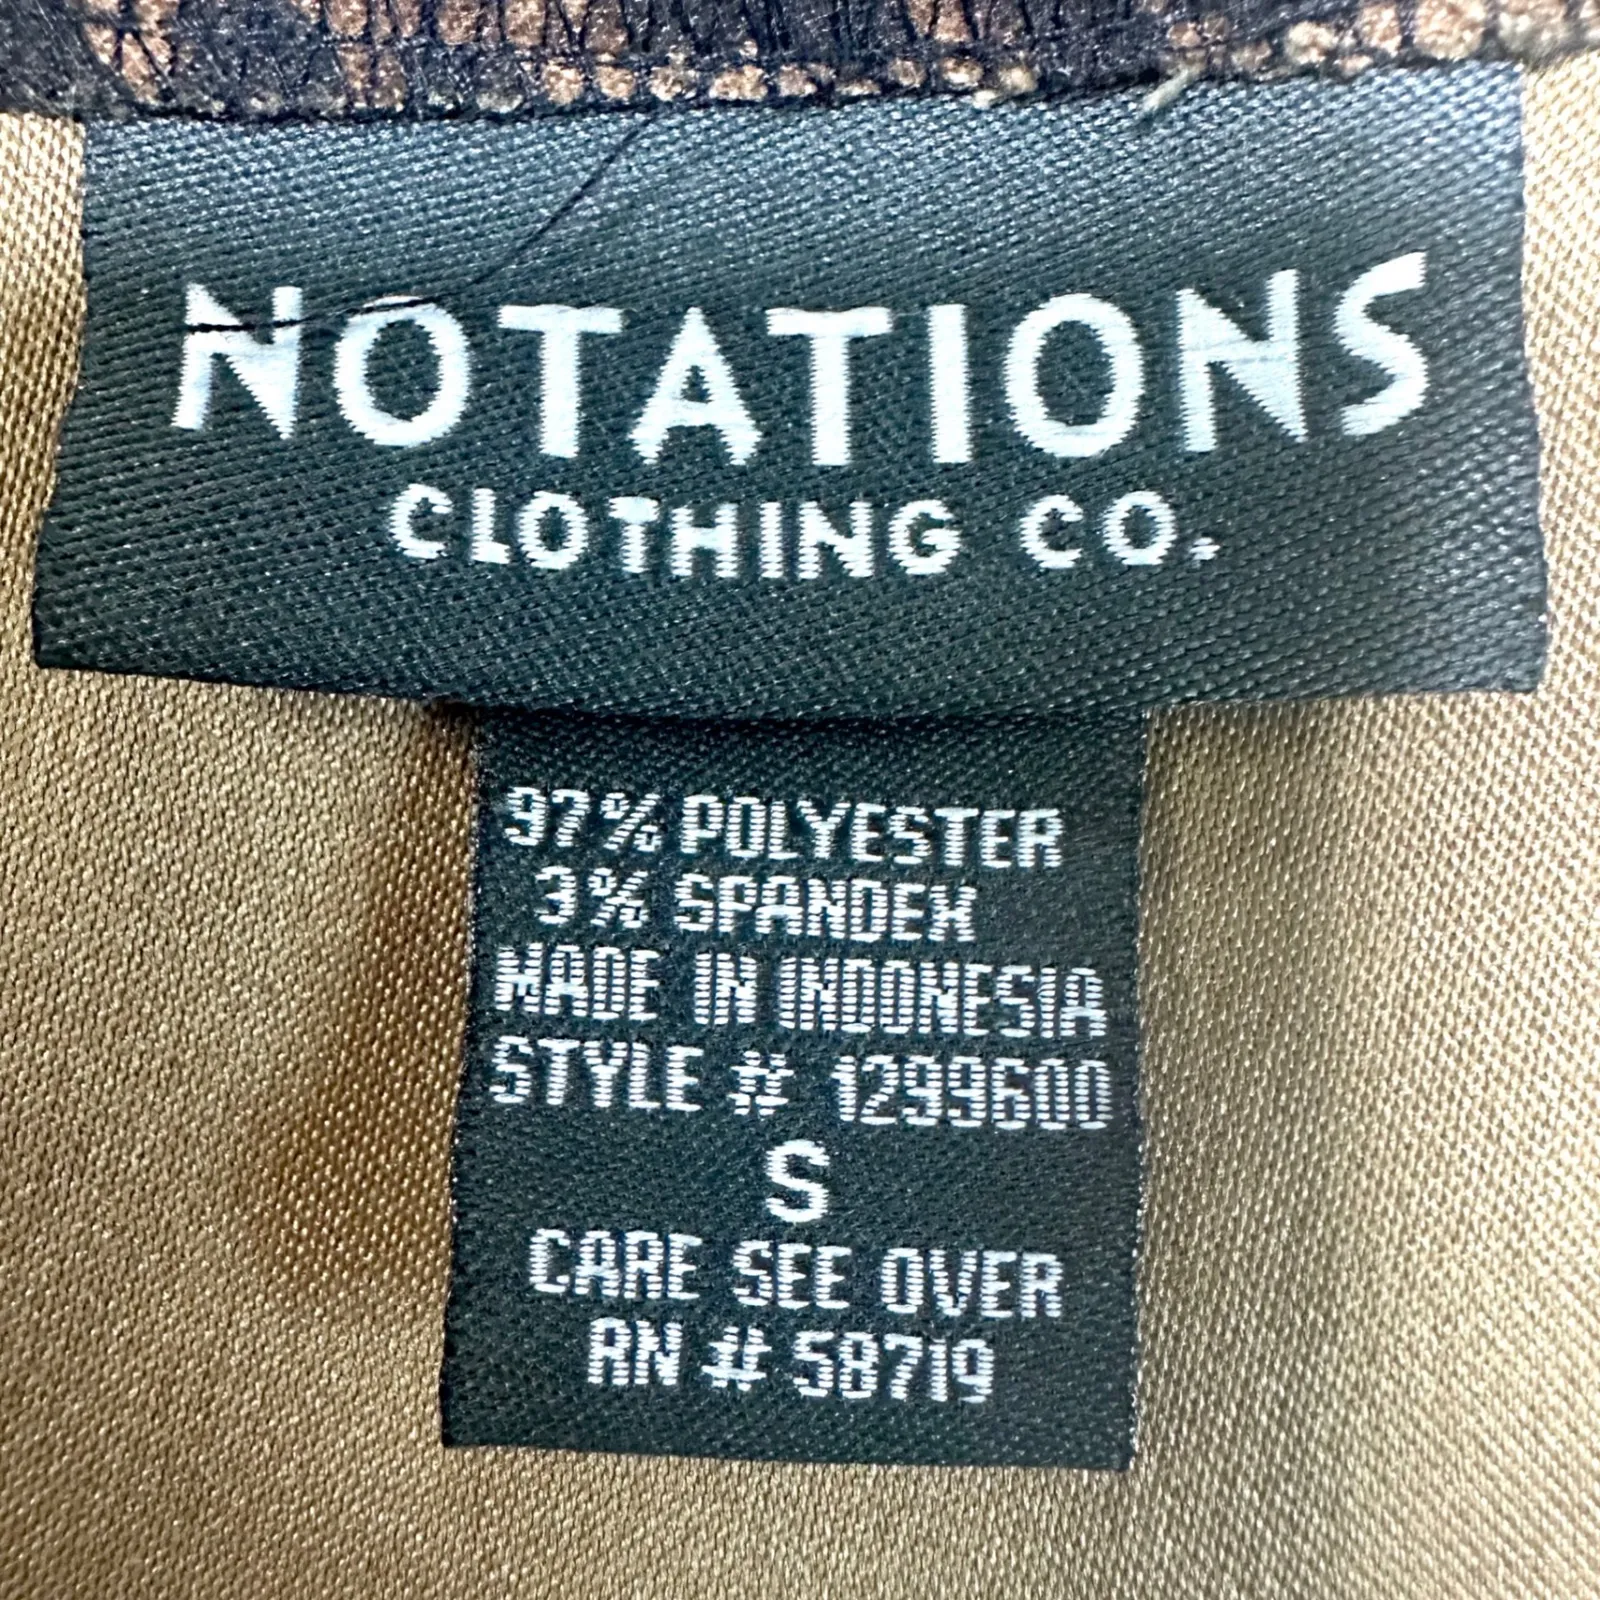 NOTATIONS
CLOTHING CO.
97% POLYESTER
3% SPANDEX
MADE IN INDONESIA
STYLE # 1299600
S
CARE SEE OVER
RN # 58719